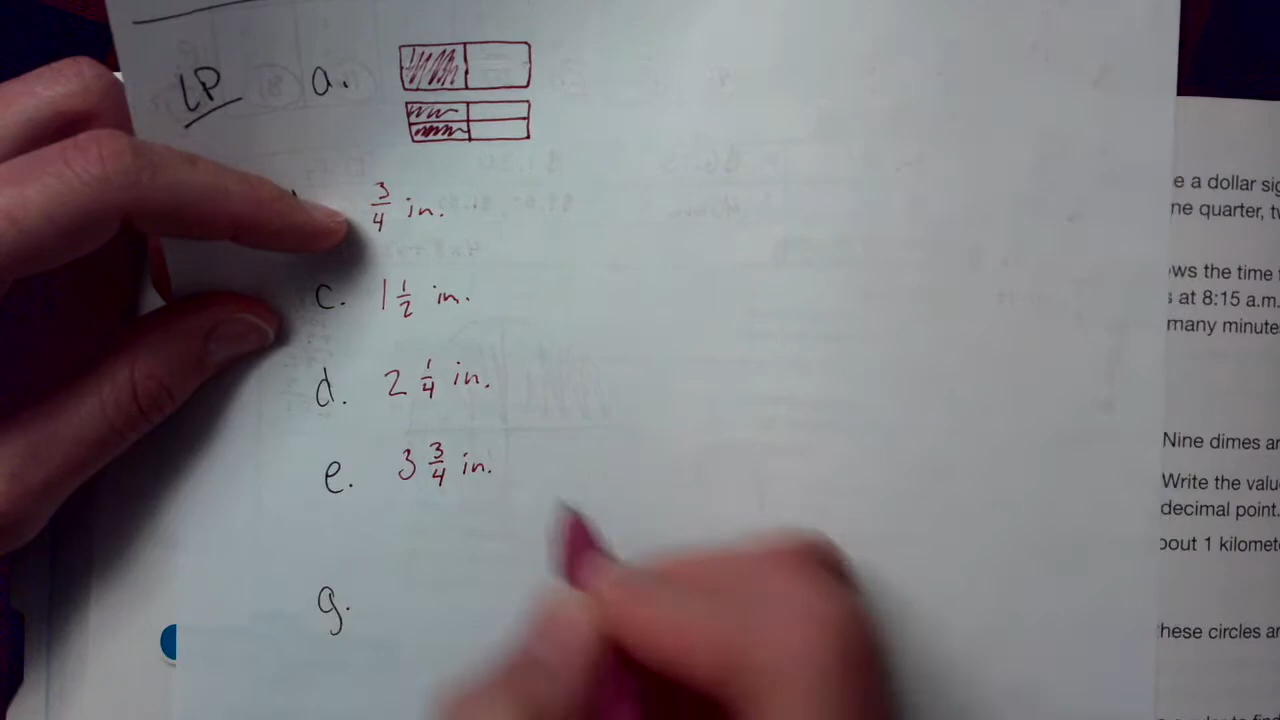 LP a.
3/4 in.
c. 1 1/2 in.
d. 2 1/4 in.
e. 3 3/4 in.
g.
e a dollar sig
ne quarter, tw
ws the time
at 8:15 a.m.
many minute
Nine dimes ar
Write the valu
decimal point.
bout 1 kilomet
hese circles ar